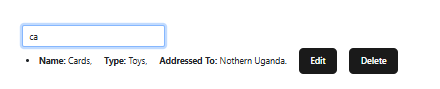 ca
• Name: Cards, Type: Toys, Addressed To: Nothern Uganda. Edit Delete